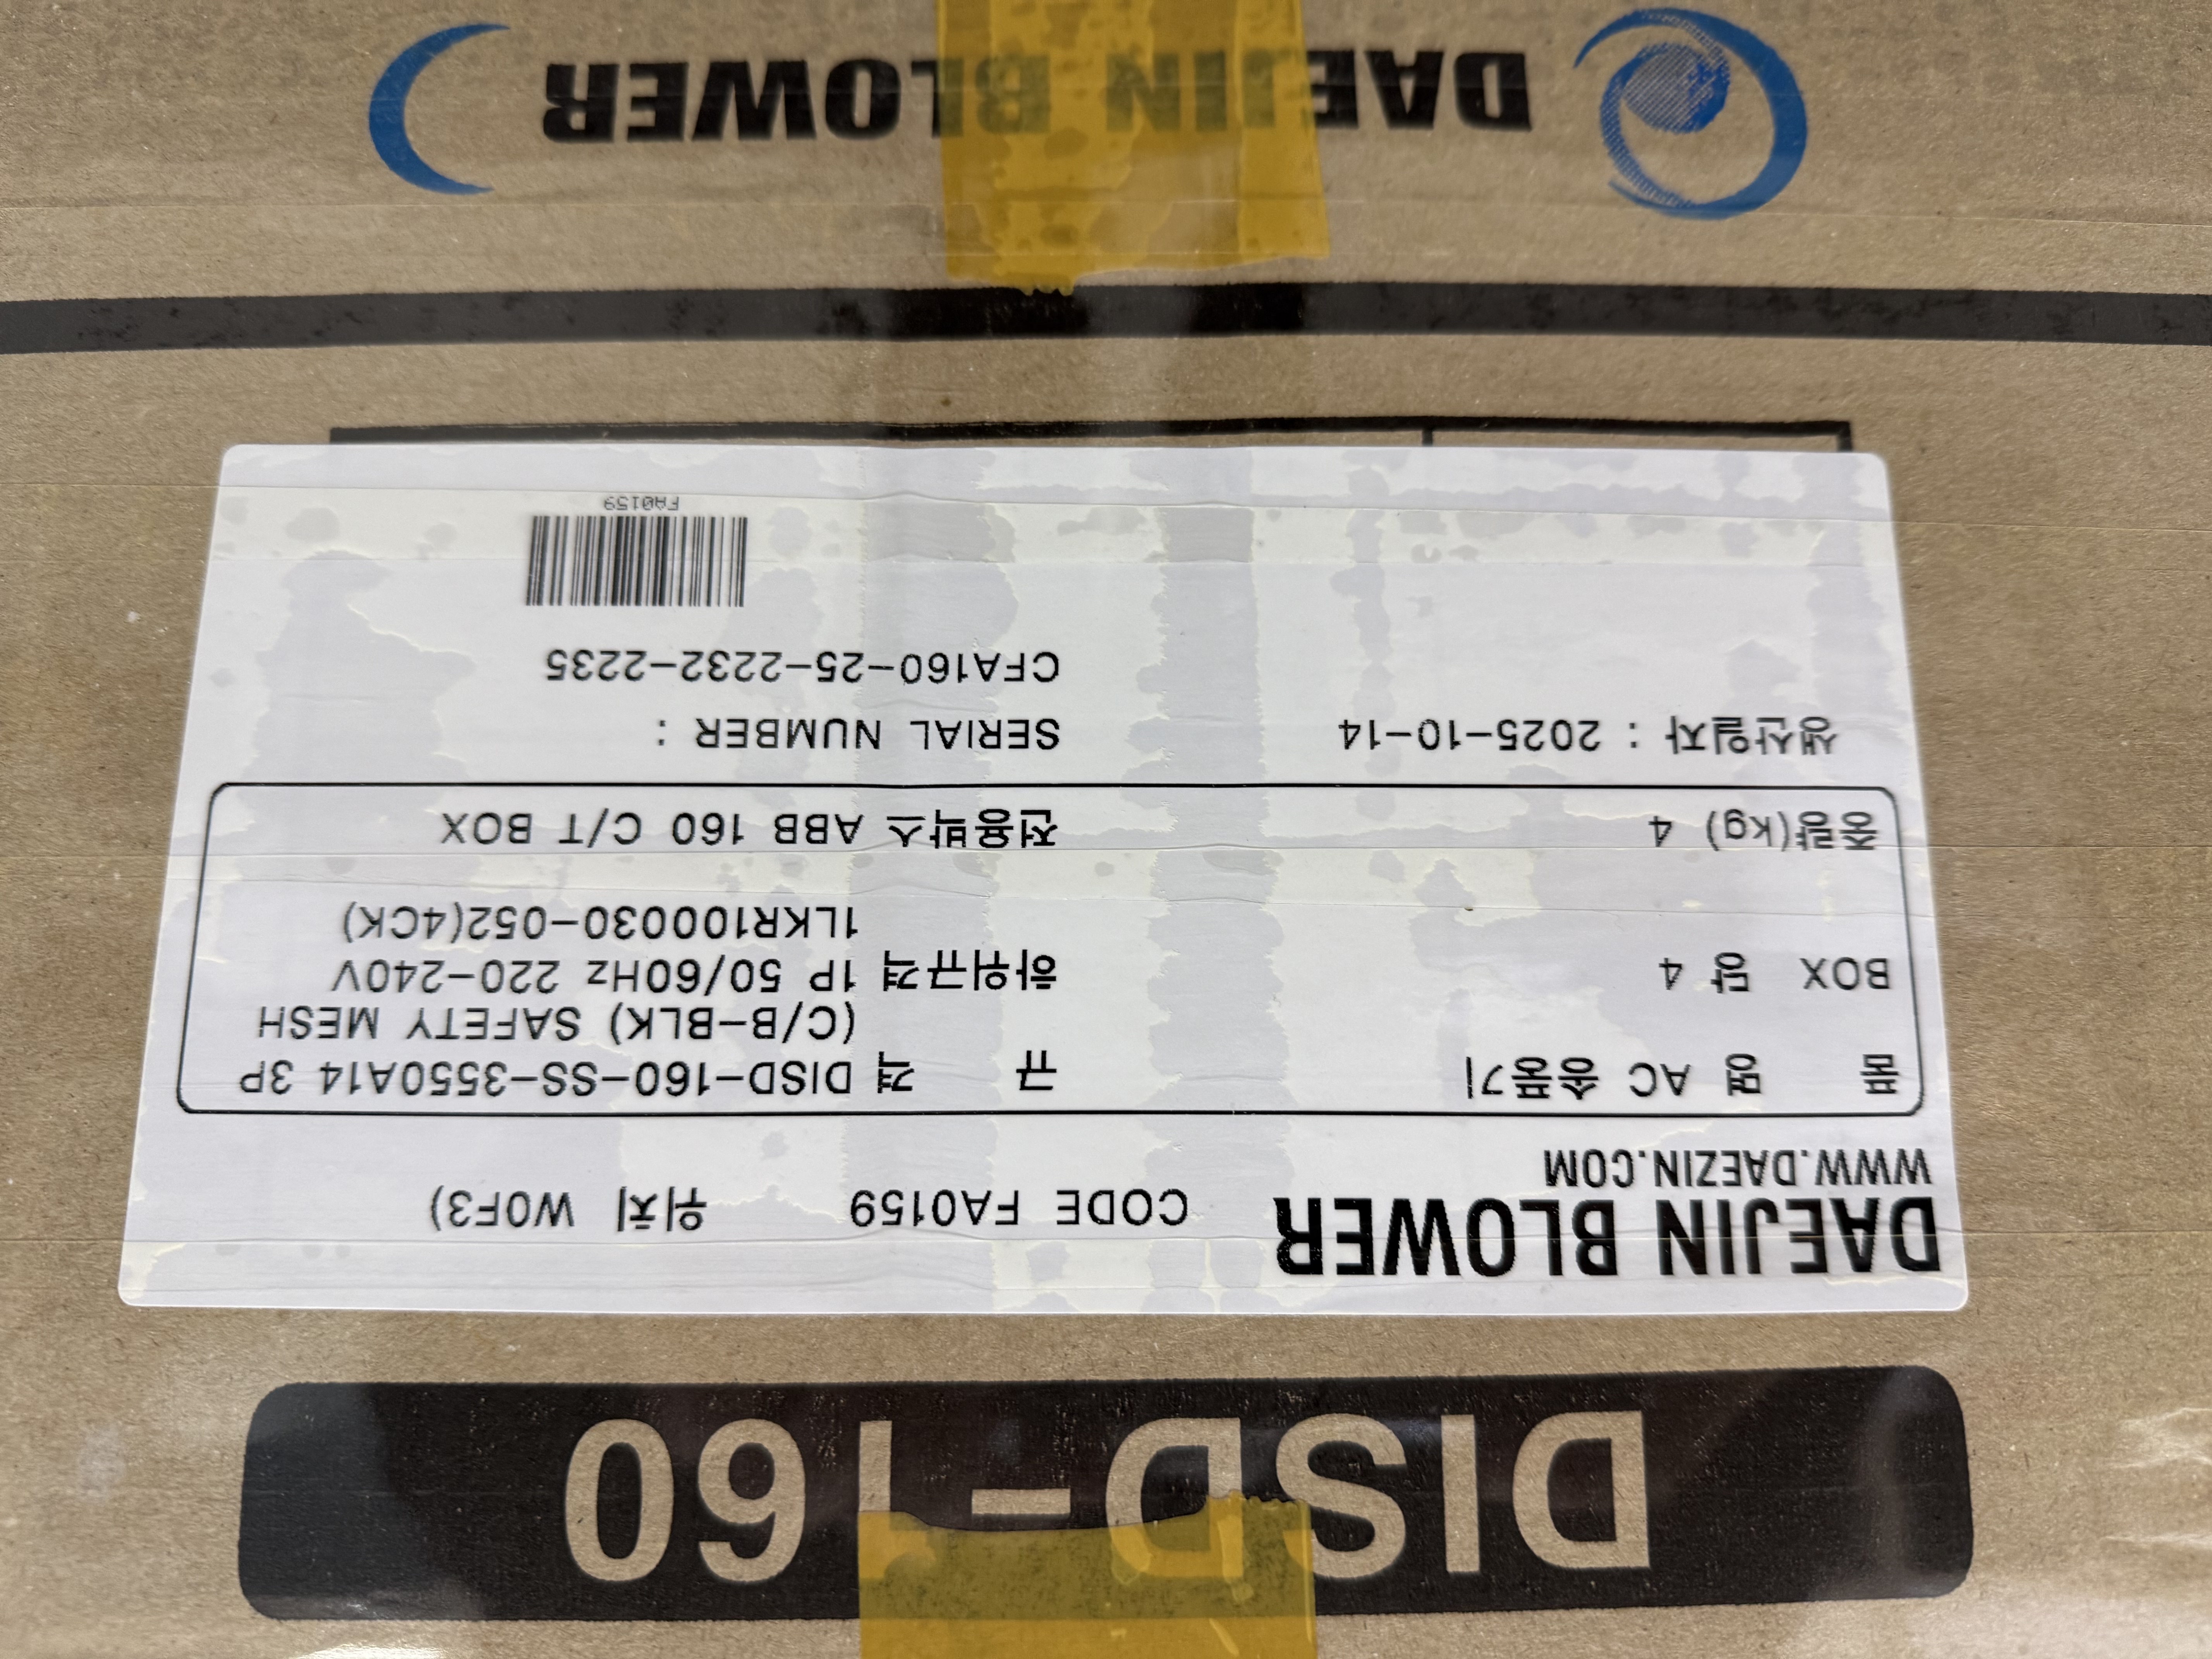 DISD-160
DAEJIN BLOWER
WWW.DAEZIN.COM
CODE FA0159 위치 W0F3)
품 명 AC 송풍기
규 격 DISD-160-SS-3550A14 3P
(C/B-BLK) SAFETY MESH
BOX 당 4
하위규격 1P 50/60Hz 220-240V
1LKR100030-052(4CK)
중량(kg) 4
전용박스 ABB 160 C/T BOX
생산일자 : 2025-10-14
SERIAL NUMBER :
CFA160-25-2232-2235
FA0159
DAEJIN BLOWER